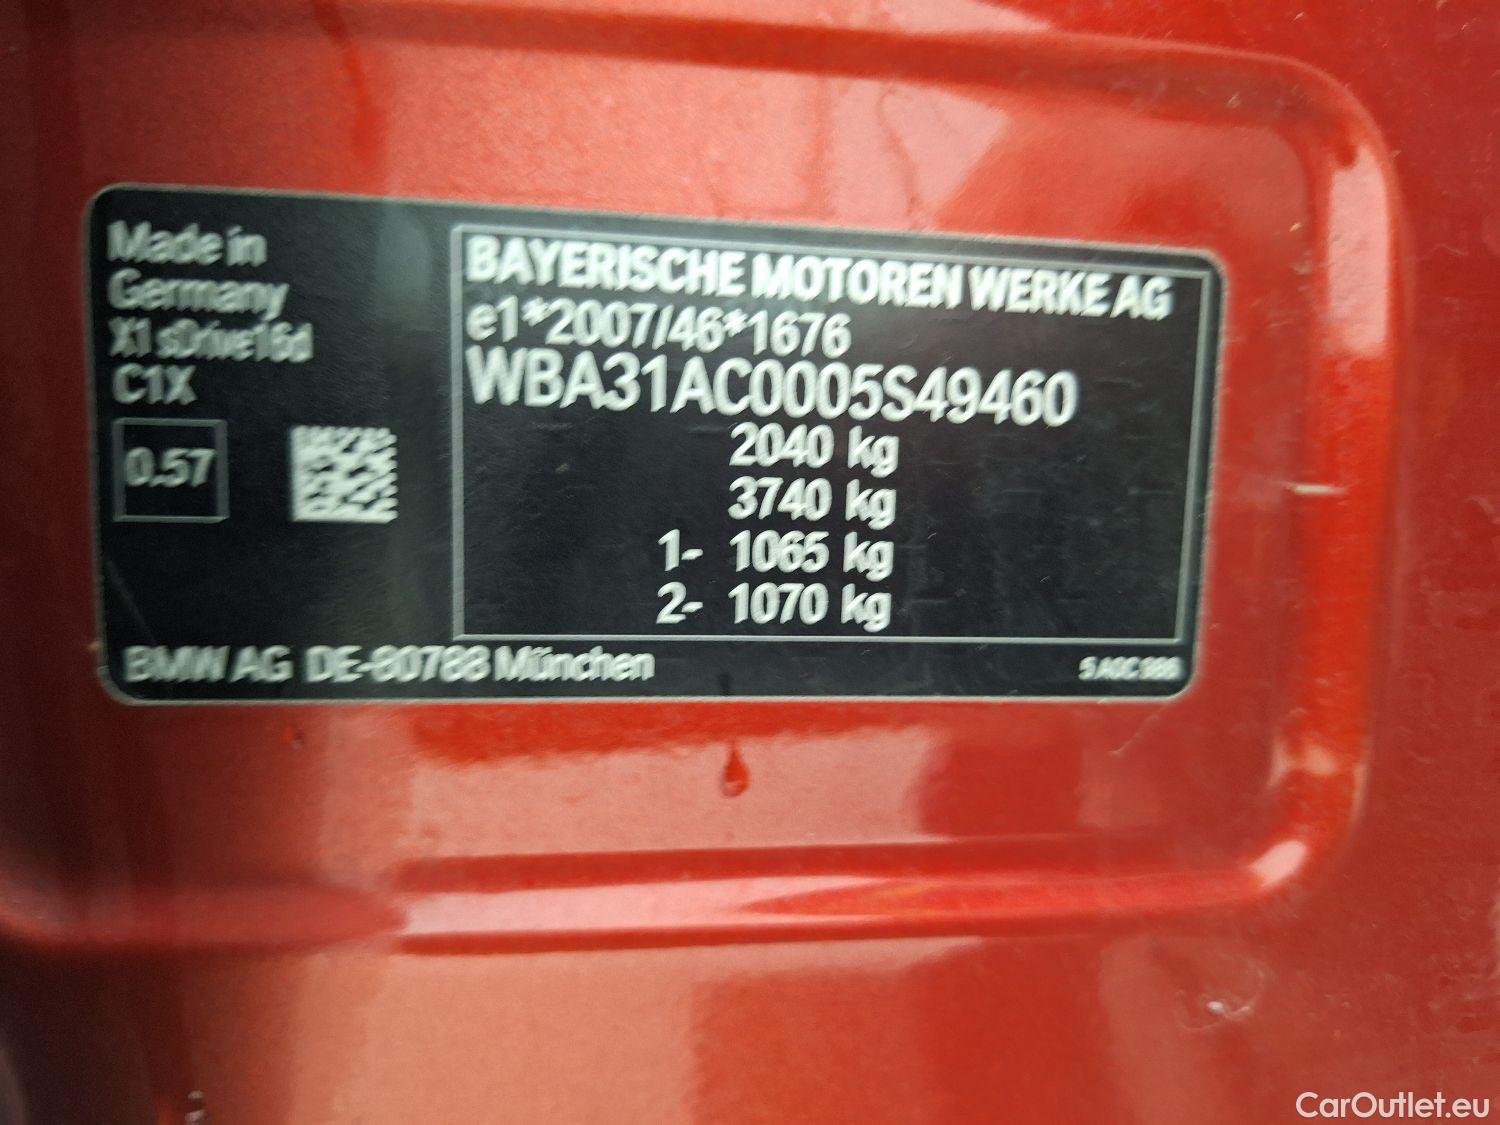 Made in
Germany
X1 sDrive16d
C1X
0.57
BAYERISCHE MOTOREN WERKE AG
e1*2007/46*1676
WBA31AC0005S49460
2040 kg
3740 kg
1- 1065 kg
2- 1070 kg
BMW AG DE-80788 München
CarOutlet.eu